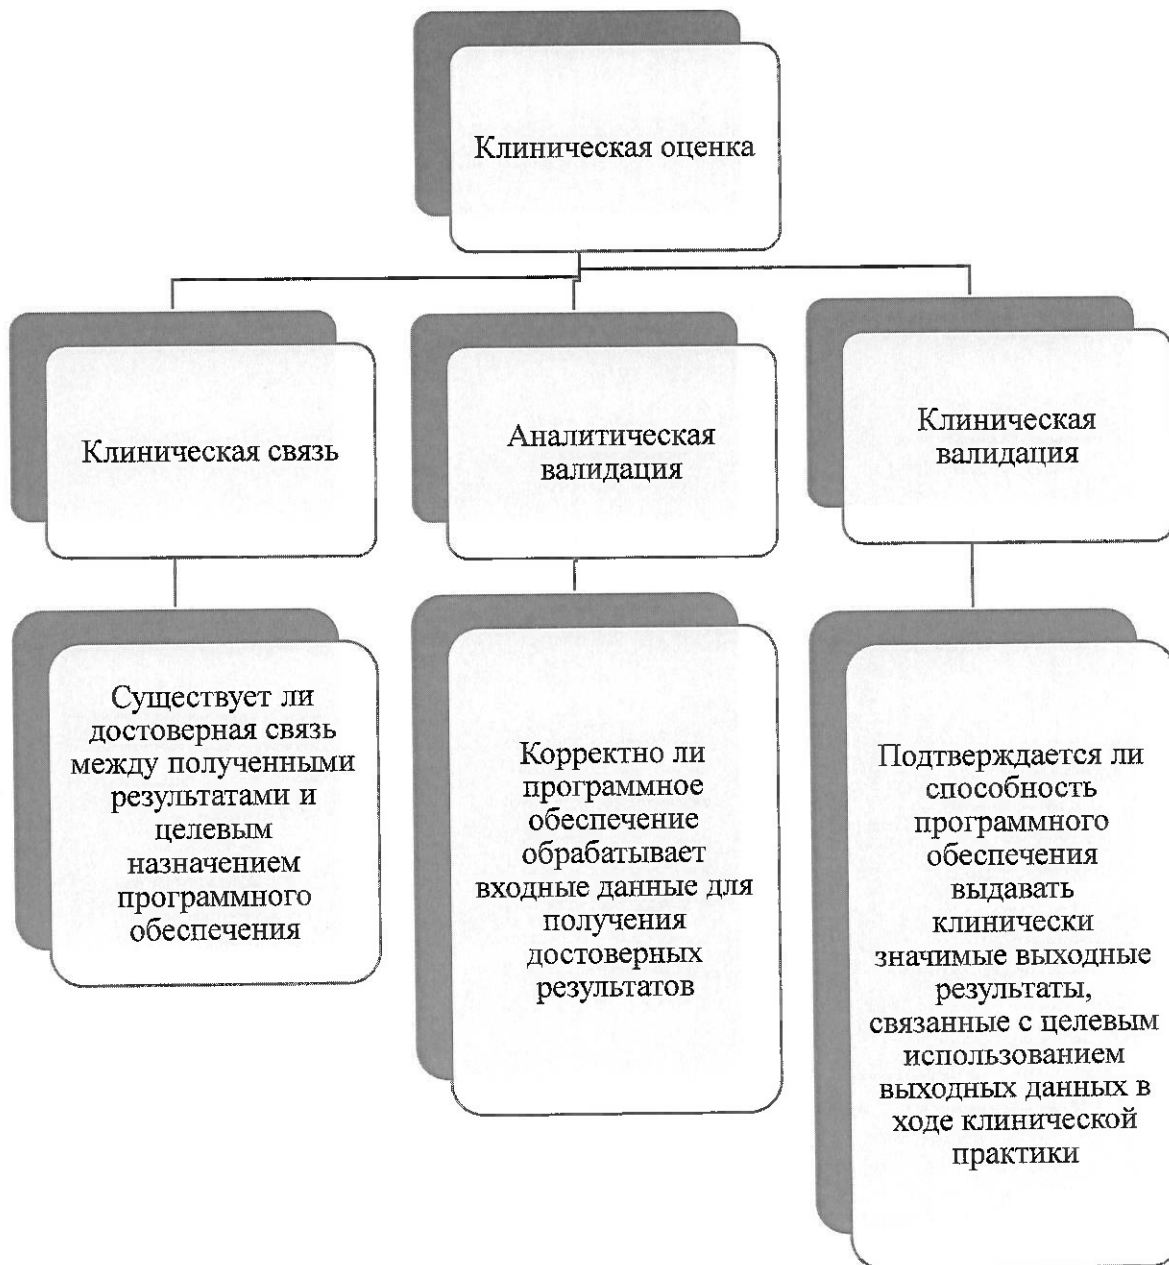 Клиническая оценка
Клиническая связь
Аналитическая
валидация
Клиническая
валидация
Существует ли
достоверная связь
между полученными
результатами и
целевым
назначением
программного
обеспечения
Корректно ли
программное
обеспечение
обрабатывает
входные данные для
получения
достоверных
результатов
Подтверждается ли
способность
программного
обеспечения
выдавать
клинически
значимые выходные
результаты,
связанные с целевым
использованием
выходных данных в
ходе клинической
практики